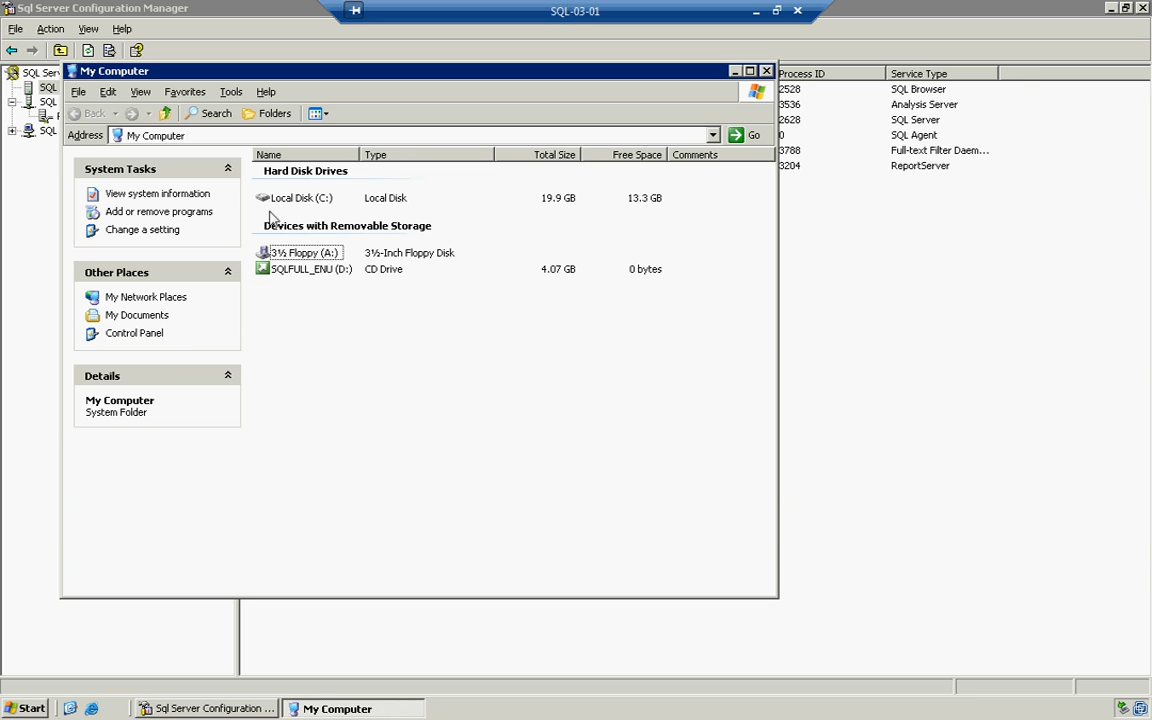 Sql Server Configuration Manager
SQL-03-01
File Action View Help
SQL Ser
SQL
SQL
SQL
My Computer
File Edit View Favorites Tools Help
Back Search Folders
Address My Computer Go
System Tasks
View system information
Add or remove programs
Change a setting
Other Places
My Network Places
My Documents
Control Panel
Details
My Computer
System Folder
Name Type Total Size Free Space Comments
Hard Disk Drives
Local Disk (C:) Local Disk 19.9 GB 13.3 GB
Devices with Removable Storage
3½ Floppy (A:) 3½-Inch Floppy Disk
SQLFULL_ENU (D:) CD Drive 4.07 GB 0 bytes
Process ID Service Type
2528 SQL Browser
3536 Analysis Server
2628 SQL Server
0 SQL Agent
3788 Full-text Filter Daem...
3204 ReportServer
Start Sql Server Configuration ... My Computer